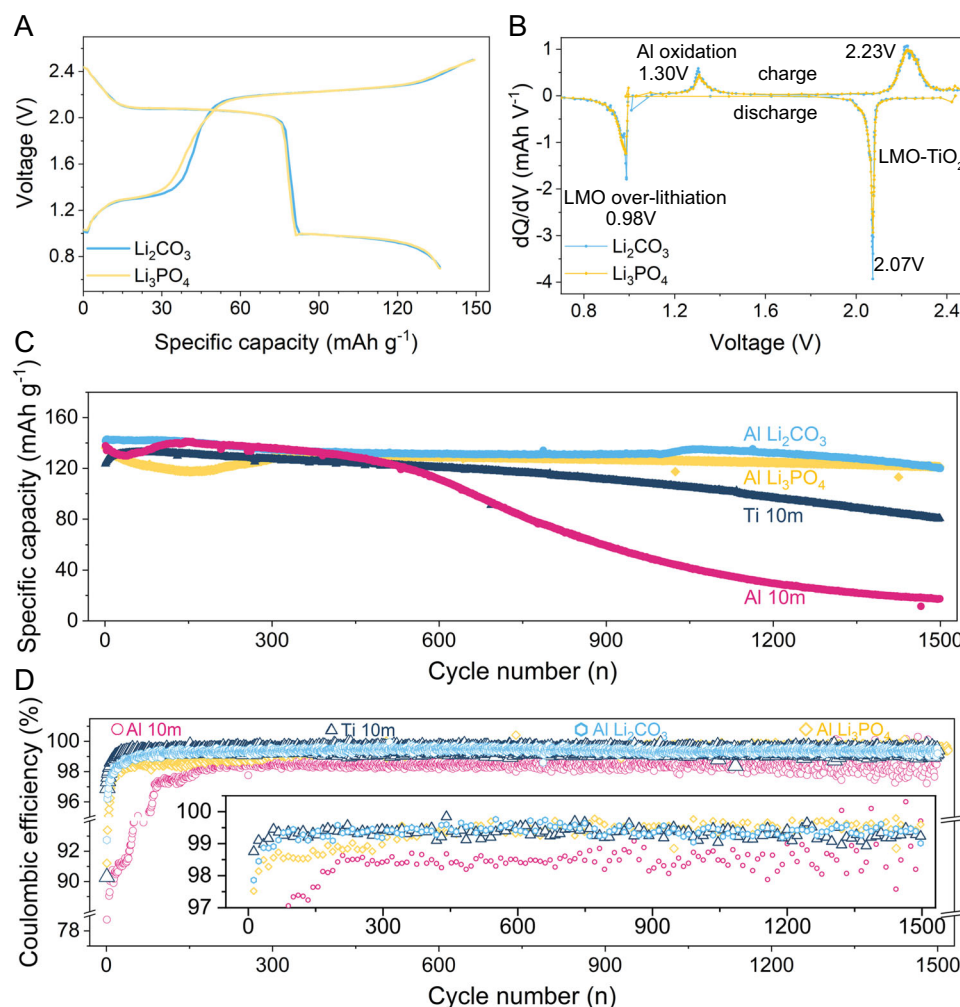 A
2.4
1.8
1.2
0.8
Voltage (V)
Li₂CO₃
Li₃PO₄
0 30 60 90 120 150
Specific capacity (mAh g⁻¹)
B
1
0
-1
-2
-3
-4
dQ/dV (mAh V⁻¹)
Al oxidation
1.30V
2.23V
charge
discharge
LMO-TiO₂
LMO over-lithiation
0.98V
2.07V
Li₂CO₃
Li₃PO₄
0.8 1.2 1.6 2.0 2.4
Voltage (V)
C
160
120
80
40
0
Specific capacity (mAh g⁻¹)
Al Li₂CO₃
Al Li₃PO₄
Ti 10m
Al 10m
0 300 600 900 1200 1500
Cycle number (n)
D
Al 10m Ti 10m Al Li₂CO₃ Al Li₃PO₄
100
98
96
92
90
78
Coulombic efficiency (%)
100
99
98
97
0 300 600 900 1200 1500
0 300 600 900 1200 1500
Cycle number (n)